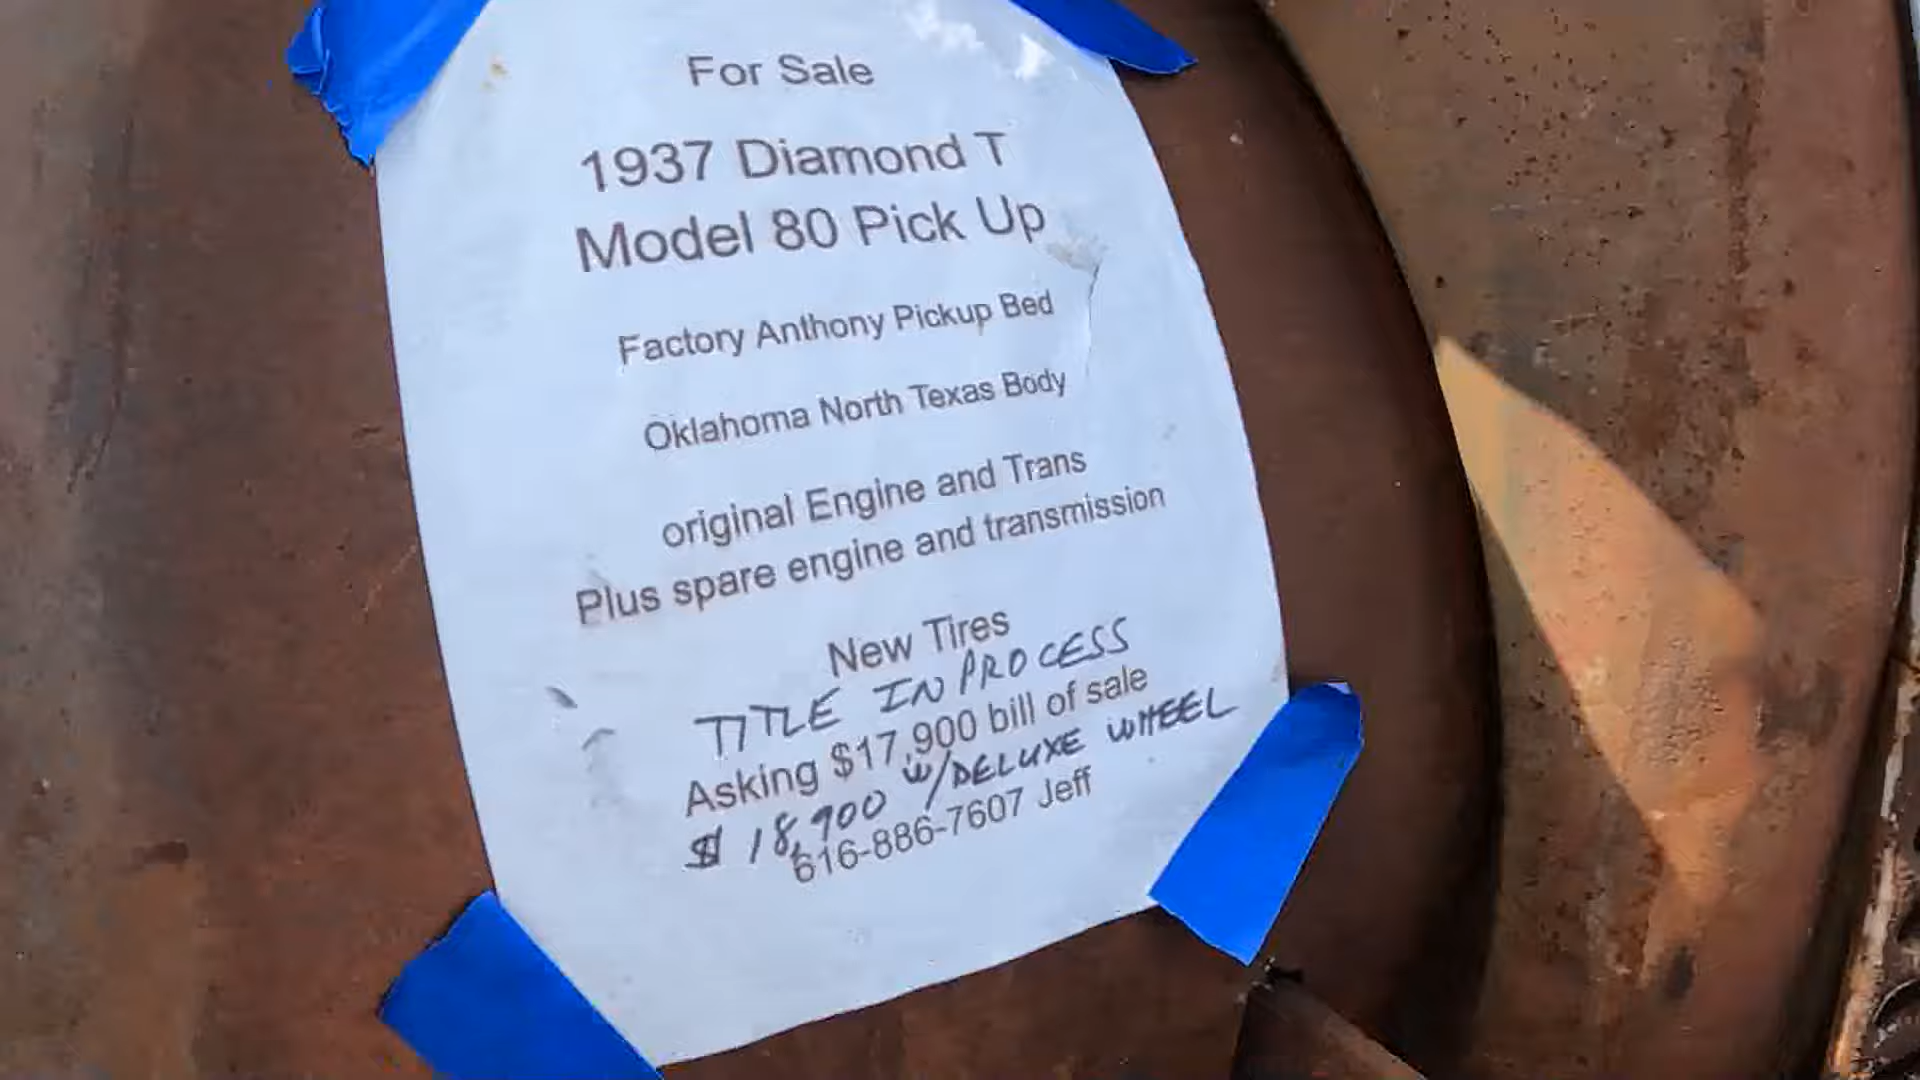 For Sale
1937 Diamond T
Model 80 Pick Up
Factory Anthony Pickup Bed
Oklahoma North Texas Body
original Engine and Trans
Plus spare engine and transmission
New Tires
TITLE IN PROCESS
Asking $17,900 bill of sale
$ 18,900 w/DELUXE WHEEL
616-886-7607 Jeff